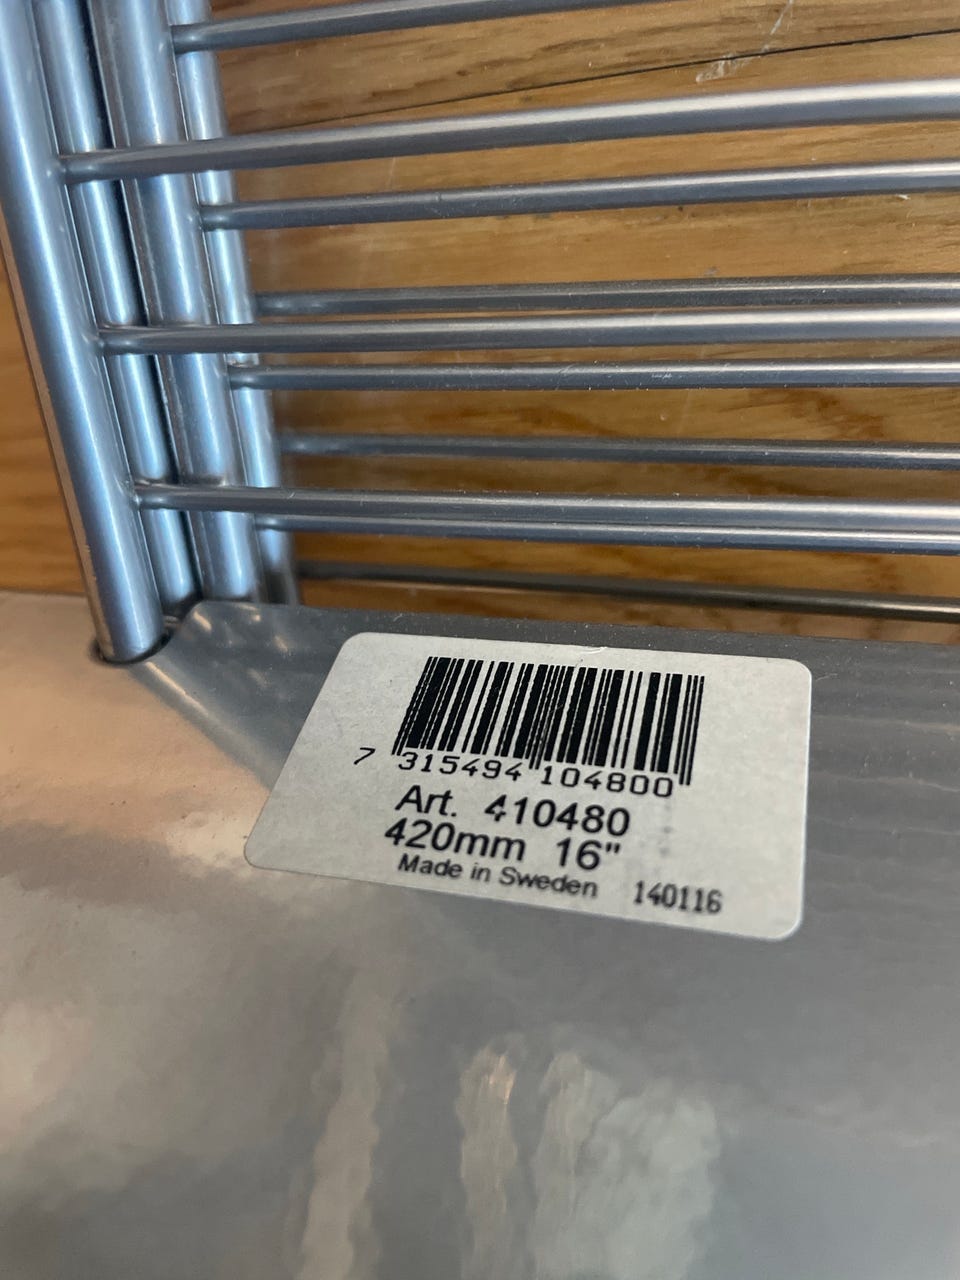 7 315494 104800
Art. 410480
420mm 16"
Made in Sweden 140116